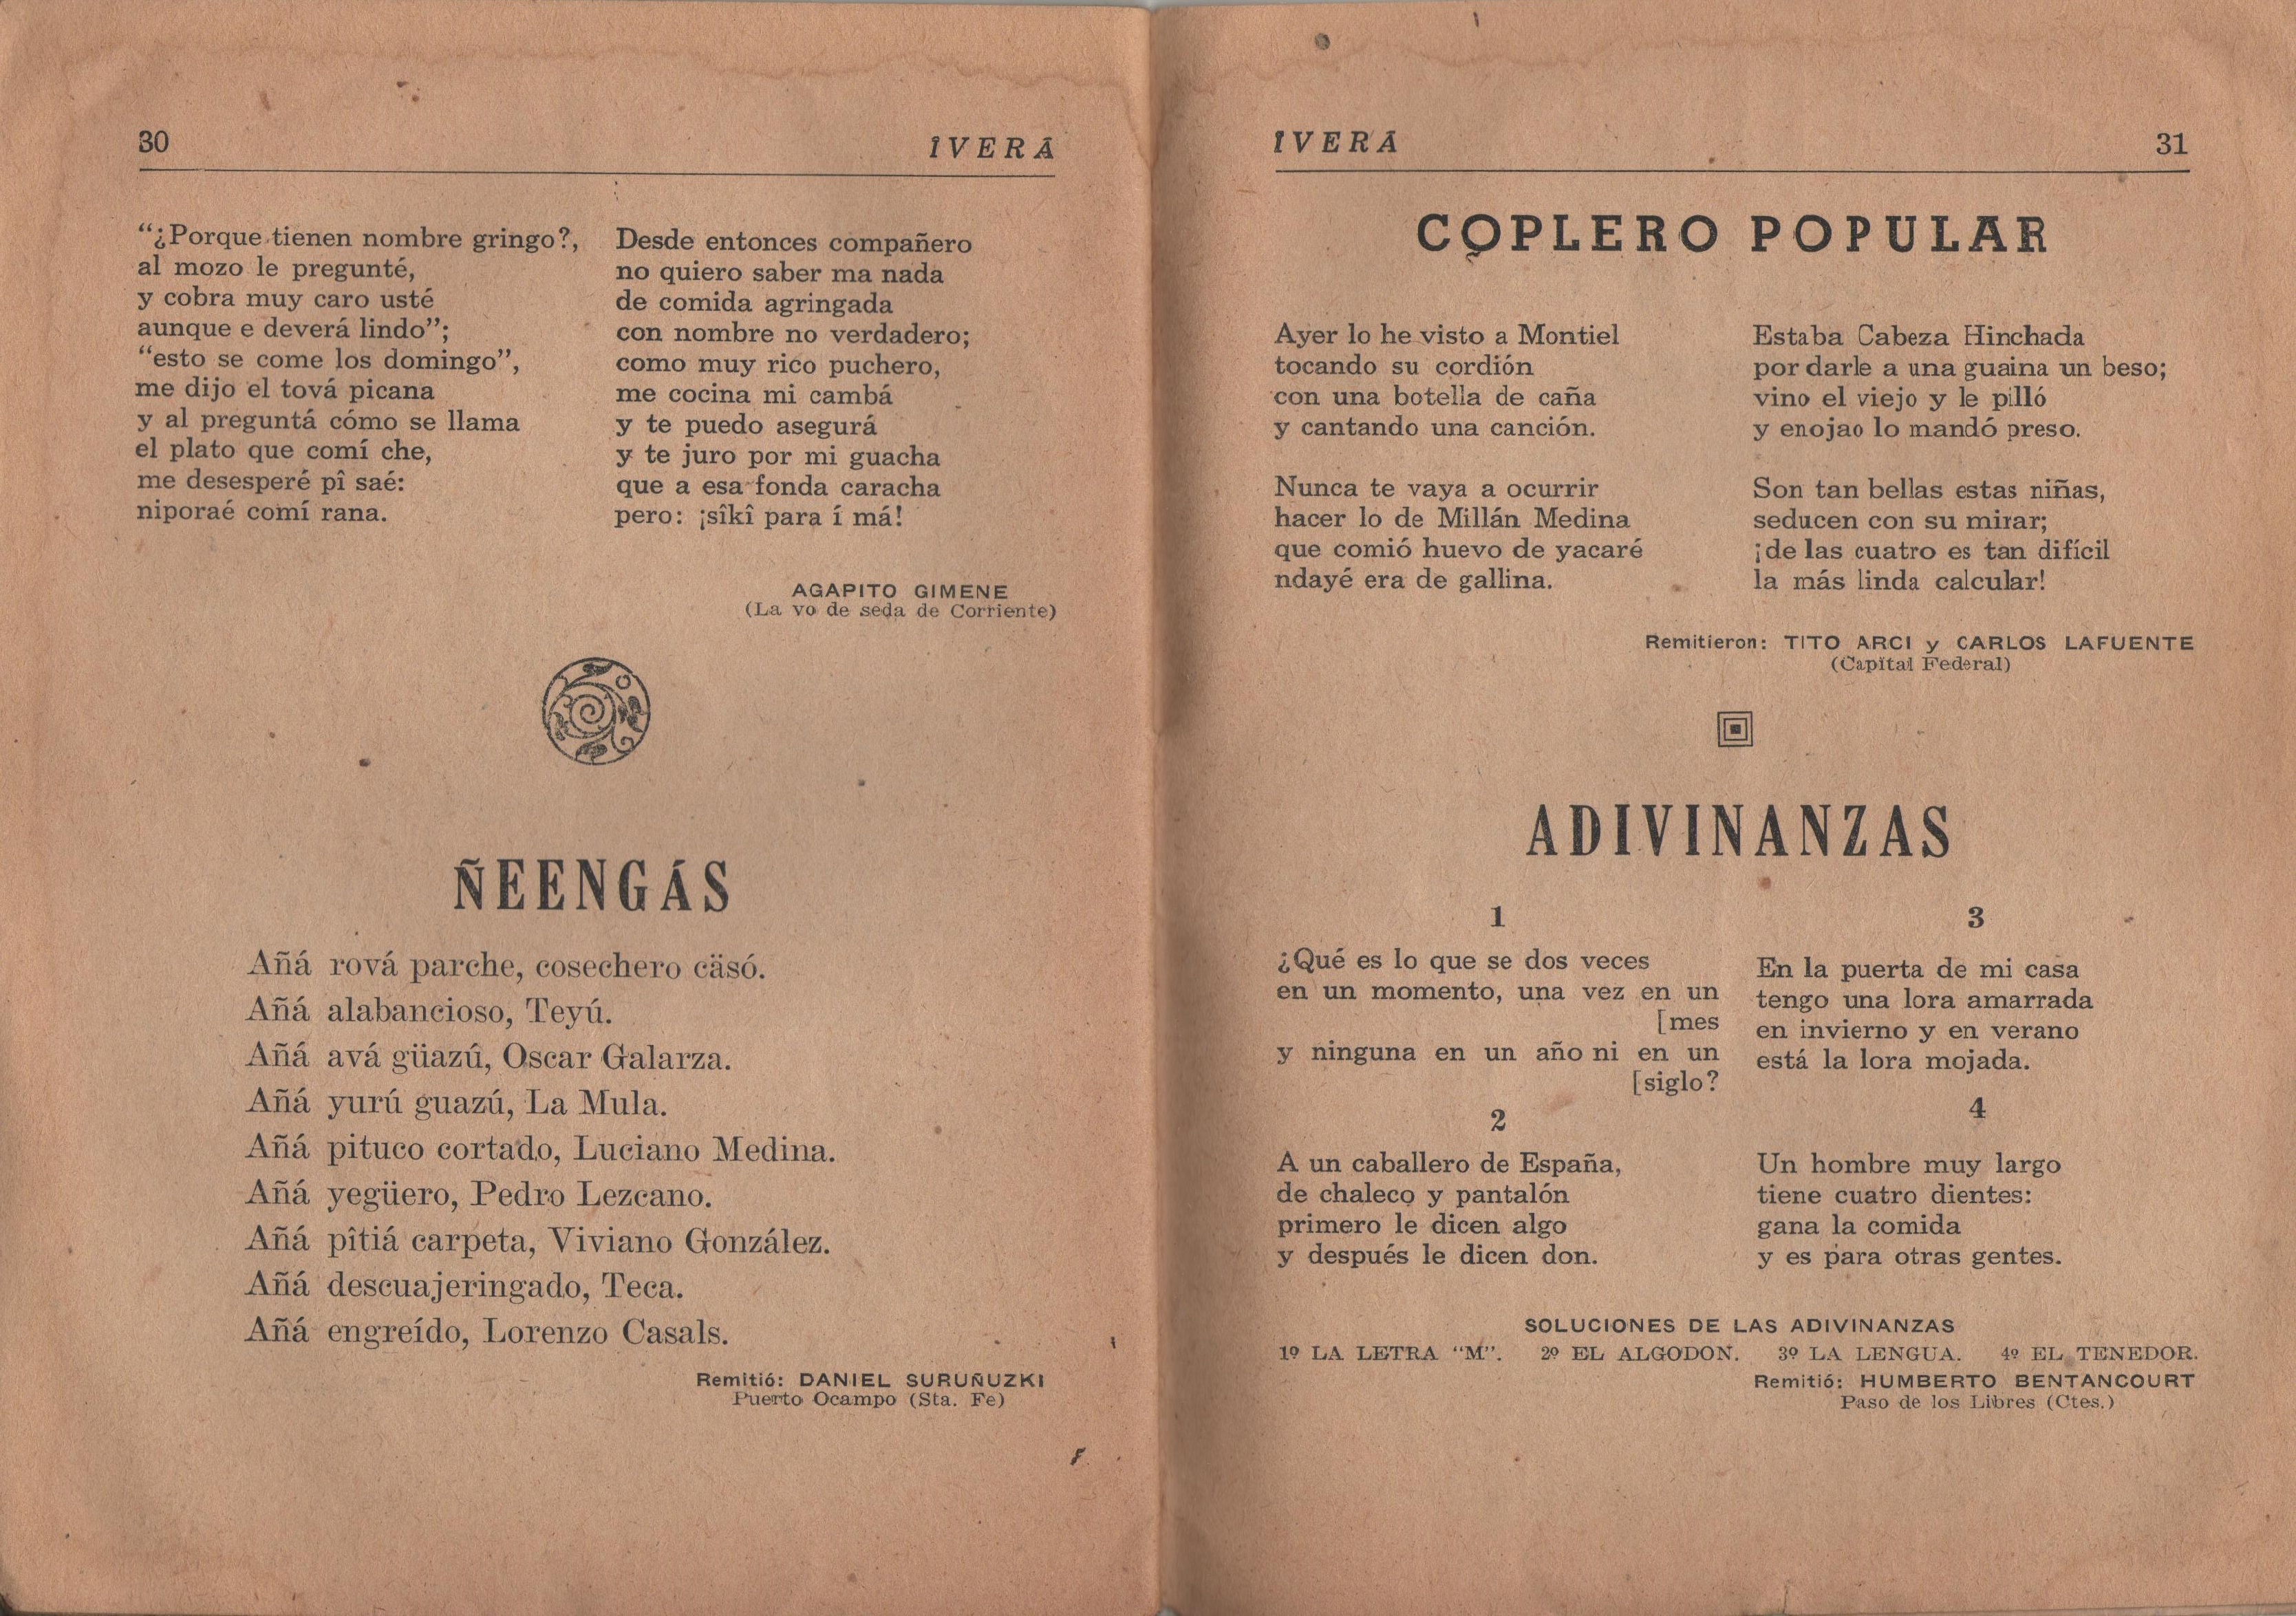 30
ÎVERÃ
“¿Porque tienen nombre gringo?,
al mozo le pregunté,
y cobra muy caro usté
aunque e deverá lindo”;
“esto se come los domingo”,
me dijo el tová picana
y al preguntá cómo se llama
el plato que comí che,
me desesperé pî saé:
niporaé comí rana.
Desde entonces compañero
no quiero saber ma nada
de comida agringada
con nombre no verdadero;
como muy rico puchero,
me cocina mi cambá
y te puedo asegurá
y te juro por mi guacha
que a esa fonda caracha
pero: ¡sîkî para í má!
AGAPITO GIMENE
(La vo de seda de Corriente)
ÑEENGÁS
Añá rová parche, cosechero cäsó.
Añá alabancioso, Teyú.
Añá avá güazú, Oscar Galarza.
Añá yurú guazú, La Mula.
Añá pituco cortado, Luciano Medina.
Añá yegüero, Pedro Lezcano.
Añá pîtiá carpeta, Viviano González.
Añá descuajeringado, Teca.
Añá engreído, Lorenzo Casals.
Remitió: DANIEL SURUÑUZKI
Puerto Ocampo (Sta. Fe)
ÎVERÃ
31
COPLERO POPULAR
Ayer lo he visto a Montiel
tocando su cordión
con una botella de caña
y cantando una canción.
Nunca te vaya a ocurrir
hacer lo de Millán Medina
que comió huevo de yacaré
ndayé era de gallina.
Estaba Cabeza Hinchada
por darle a una guaina un beso;
vino el viejo y le pilló
y enojao lo mandó preso.
Son tan bellas estas niñas,
seducen con su mirar;
¡de las cuatro es tan difícil
la más linda calcular!
Remitieron: TITO ARCI y CARLOS LAFUENTE
(Capital Federal)
ADIVINANZAS
1
¿Qué es lo que se dos veces
en un momento, una vez en un
[mes
y ninguna en un año ni en un
[siglo?
2
A un caballero de España,
de chaleco y pantalón
primero le dicen algo
y después le dicen don.
3
En la puerta de mi casa
tengo una lora amarrada
en invierno y en verano
está la lora mojada.
4
Un hombre muy largo
tiene cuatro dientes:
gana la comida
y es para otras gentes.
SOLUCIONES DE LAS ADIVINANZAS
1º LA LETRA “M”. 2º EL ALGODON. 3º LA LENGUA. 4º EL TENEDOR.
Remitió: HUMBERTO BENTANCOURT
Paso de los Libres (Ctes.)